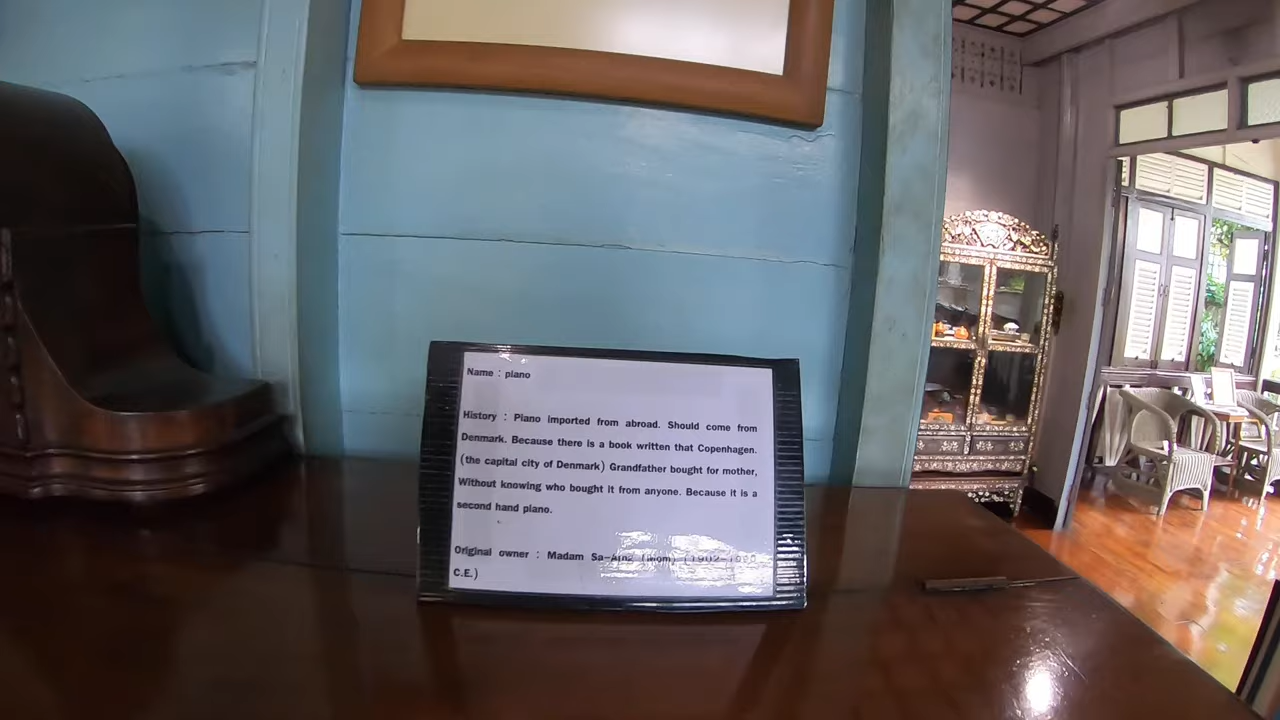 Name : piano
History : Piano imported from abroad. Should come from
Denmark. Because there is a book written that Copenhagen.
(the capital city of Denmark) Grandfather bought for mother,
Without knowing who bought it from anyone. Because it is a
second hand piano.
Original owner : Madam (Mom) (1902-
C.E.)